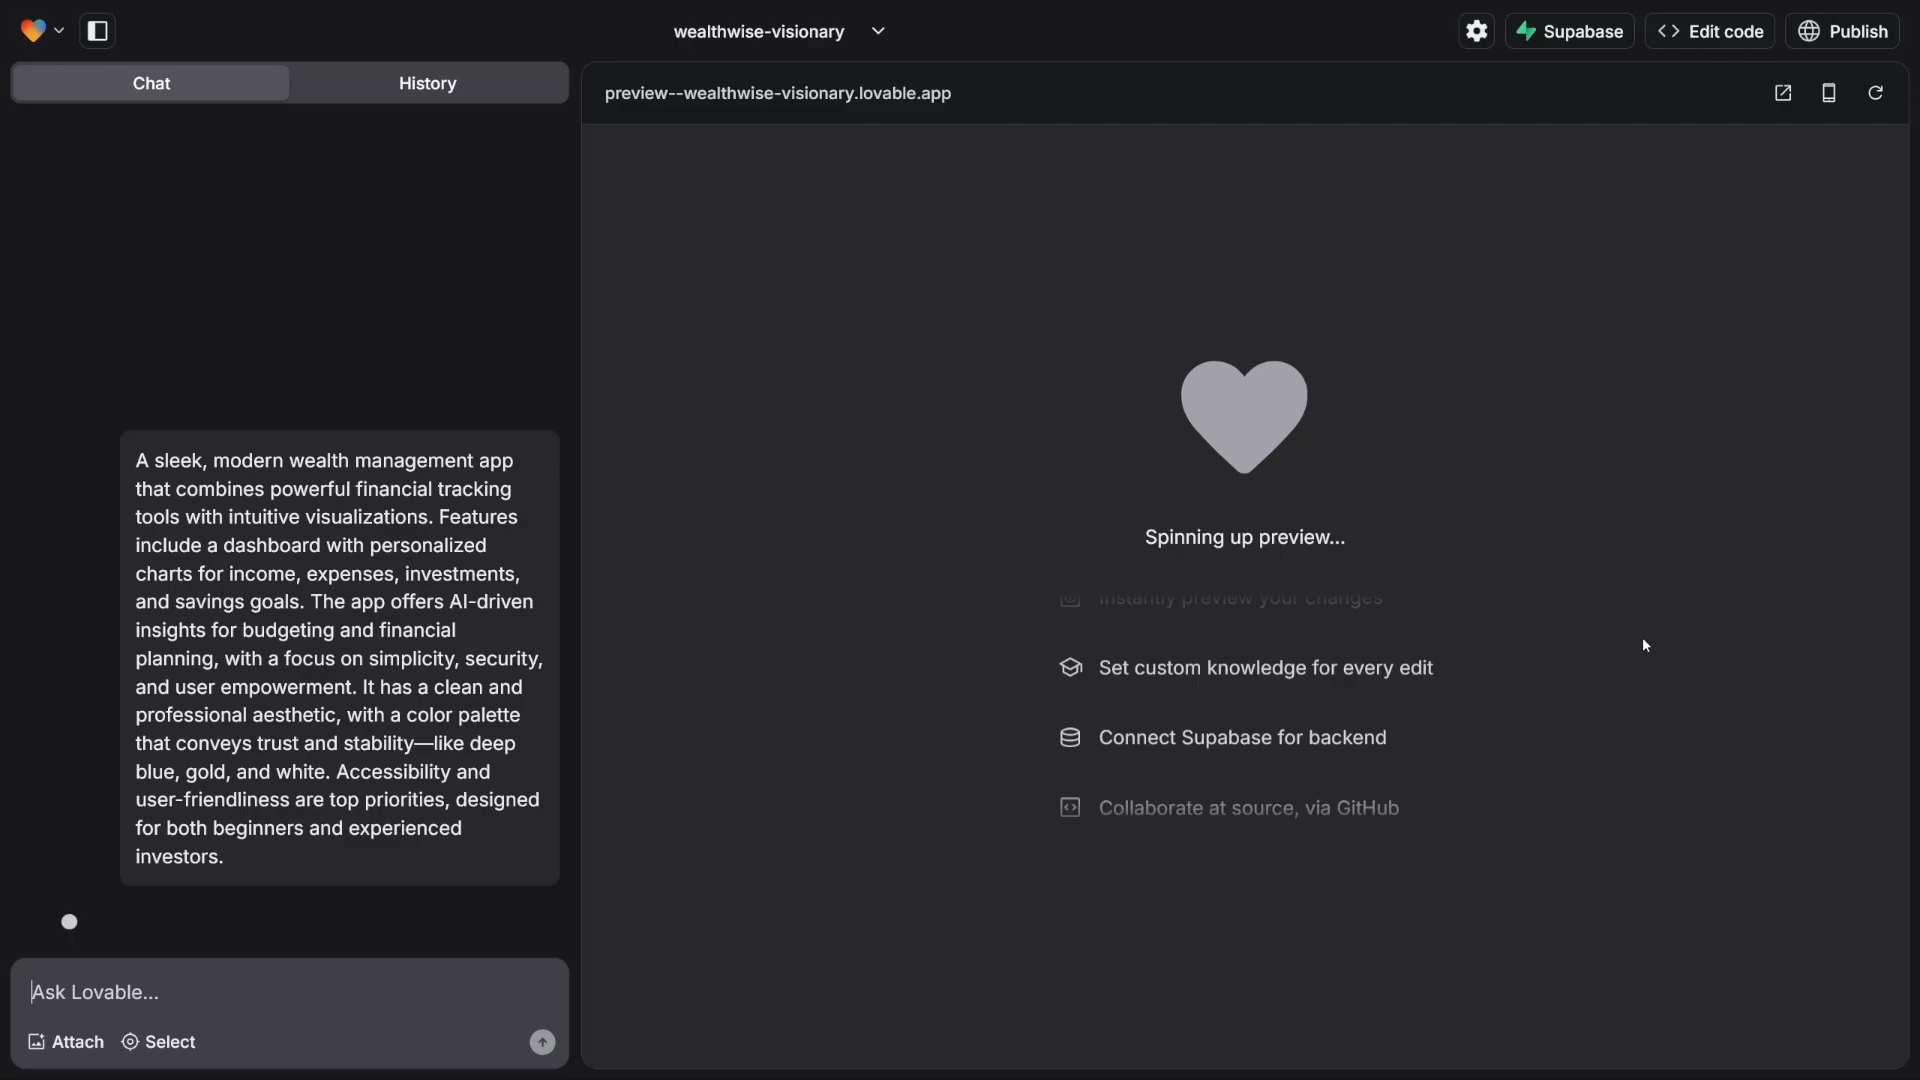 wealthwise-visionary
Supabase
Edit code
Publish
Chat
History
preview--wealthwise-visionary.lovable.app
A sleek, modern wealth management app
that combines powerful financial tracking
tools with intuitive visualizations. Features
include a dashboard with personalized
charts for income, expenses, investments,
and savings goals. The app offers AI-driven
insights for budgeting and financial
planning, with a focus on simplicity, security,
and user empowerment. It has a clean and
professional aesthetic, with a color palette
that conveys trust and stability—like deep
blue, gold, and white. Accessibility and
user-friendliness are top priorities, designed
for both beginners and experienced
investors.
Ask Lovable...
Attach
Select
Spinning up preview...
Instantly preview your changes
Set custom knowledge for every edit
Connect Supabase for backend
Collaborate at source, via GitHub